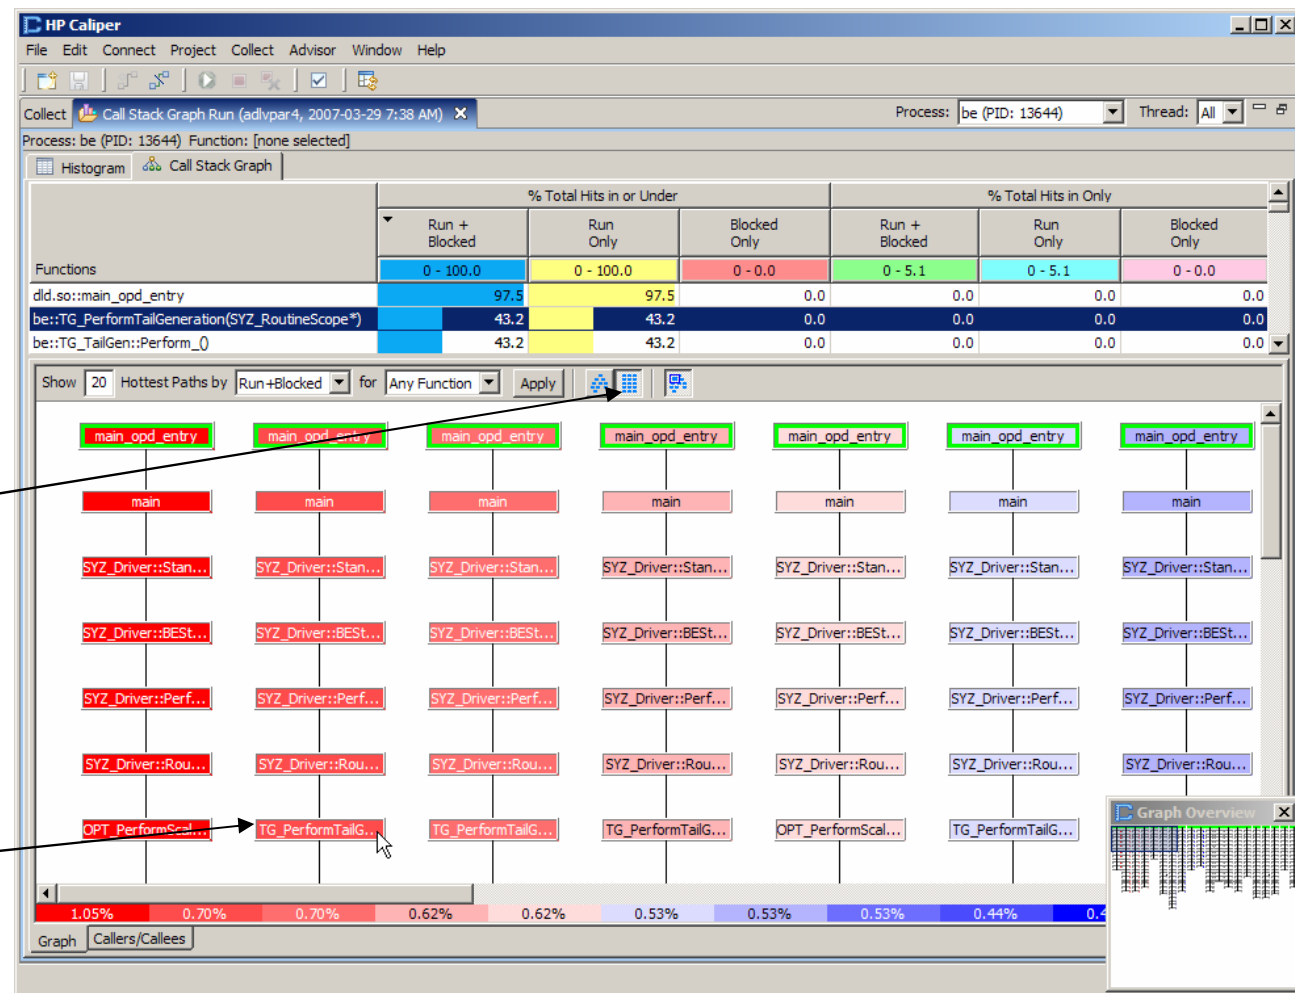 HP Caliper
File Edit Connect Project Collect Advisor Window Help
Collect Call Stack Graph Run (adlvpar4, 2007-03-29 7:38 AM) Process: be (PID: 13644) Thread: All
Process: be (PID: 13644) Function: [none selected]
Histogram Call Stack Graph
% Total Hits in or Under % Total Hits in Only
Run + Run Blocked Run + Run Blocked
Blocked Only Only Blocked Only Only
Functions 0 - 100.0 0 - 100.0 0 - 0.0 0 - 5.1 0 - 5.1 0 - 0.0
dld.so::main_opd_entry 97.5 97.5 0.0 0.0 0.0 0.0
be::TG_PerformTailGeneration(SYZ_RoutineScope*) 43.2 43.2 0.0 0.0 0.0 0.0
be::TG_TailGen::Perform_() 43.2 43.2 0.0 0.0 0.0 0.0
Show 20 Hottest Paths by Run+Blocked for Any Function Apply
main_opd_entry main_opd_entry main_opd_entry main_opd_entry main_opd_entry main_opd_entry main_opd_entry
main main main main main main main
SYZ_Driver::Stan... SYZ_Driver::Stan... SYZ_Driver::Stan... SYZ_Driver::Stan... SYZ_Driver::Stan... SYZ_Driver::Stan... SYZ_Driver::Stan...
SYZ_Driver::BESt... SYZ_Driver::BESt... SYZ_Driver::BESt... SYZ_Driver::BESt... SYZ_Driver::BESt... SYZ_Driver::BESt... SYZ_Driver::BESt...
SYZ_Driver::Perf... SYZ_Driver::Perf... SYZ_Driver::Perf... SYZ_Driver::Perf... SYZ_Driver::Perf... SYZ_Driver::Perf... SYZ_Driver::Perf...
SYZ_Driver::Rou... SYZ_Driver::Rou... SYZ_Driver::Rou... SYZ_Driver::Rou... SYZ_Driver::Rou... SYZ_Driver::Rou... SYZ_Driver::Rou...
OPT_PerformScal... TG_PerformTailG... TG_PerformTailG... TG_PerformTailG... OPT_PerformScal... TG_PerformTailG...
Graph Overview
1.05% 0.70% 0.70% 0.62% 0.62% 0.53% 0.53% 0.53% 0.44%
Graph Callers/Callees